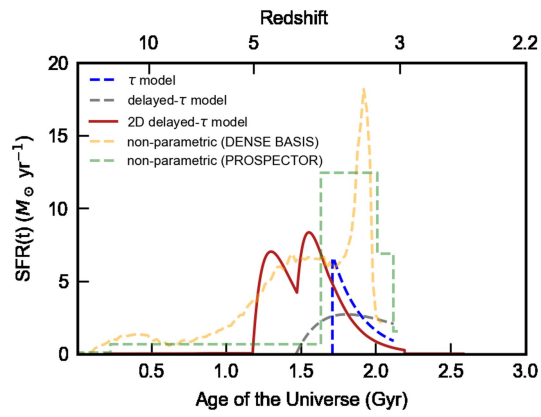 Redshift
10 5 3 2.2
20
15
10
5
0
SFR(t) (M⊙ yr⁻¹)
τ model
delayed-τ model
2D delayed-τ model
non-parametric (DENSE BASIS)
non-parametric (PROSPECTOR)
0.5 1.0 1.5 2.0 2.5 3.0
Age of the Universe (Gyr)